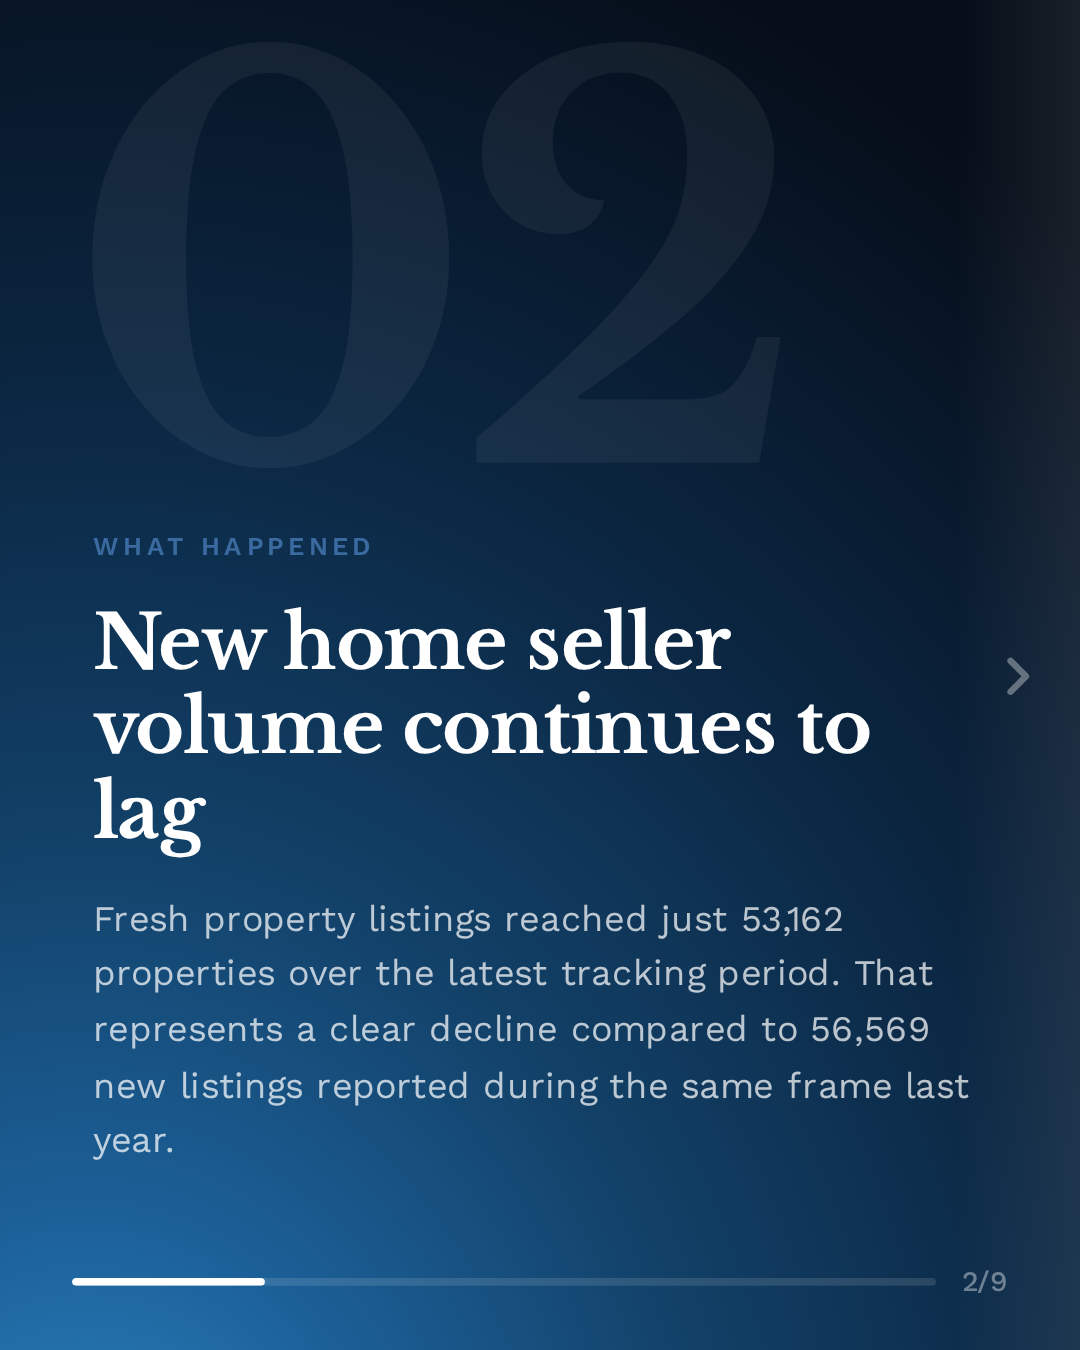 02
WHAT HAPPENED
New home seller
volume continues to
lag
Fresh property listings reached just 53,162
properties over the latest tracking period. That
represents a clear decline compared to 56,569
new listings reported during the same frame last
year.
2/9